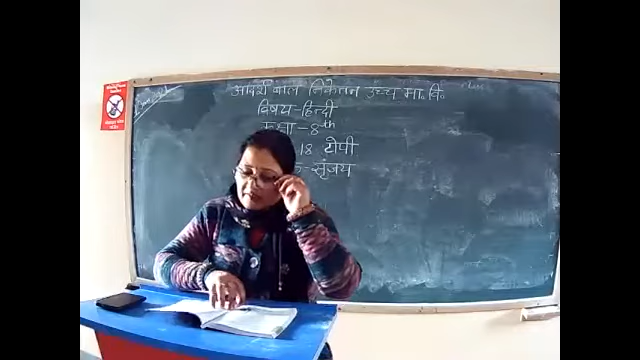 आदर्श बाल निकेतन उच्च मा. वि.
विषय-हिन्दी
कक्षा - 8th
18 टोपी
- सृंजय